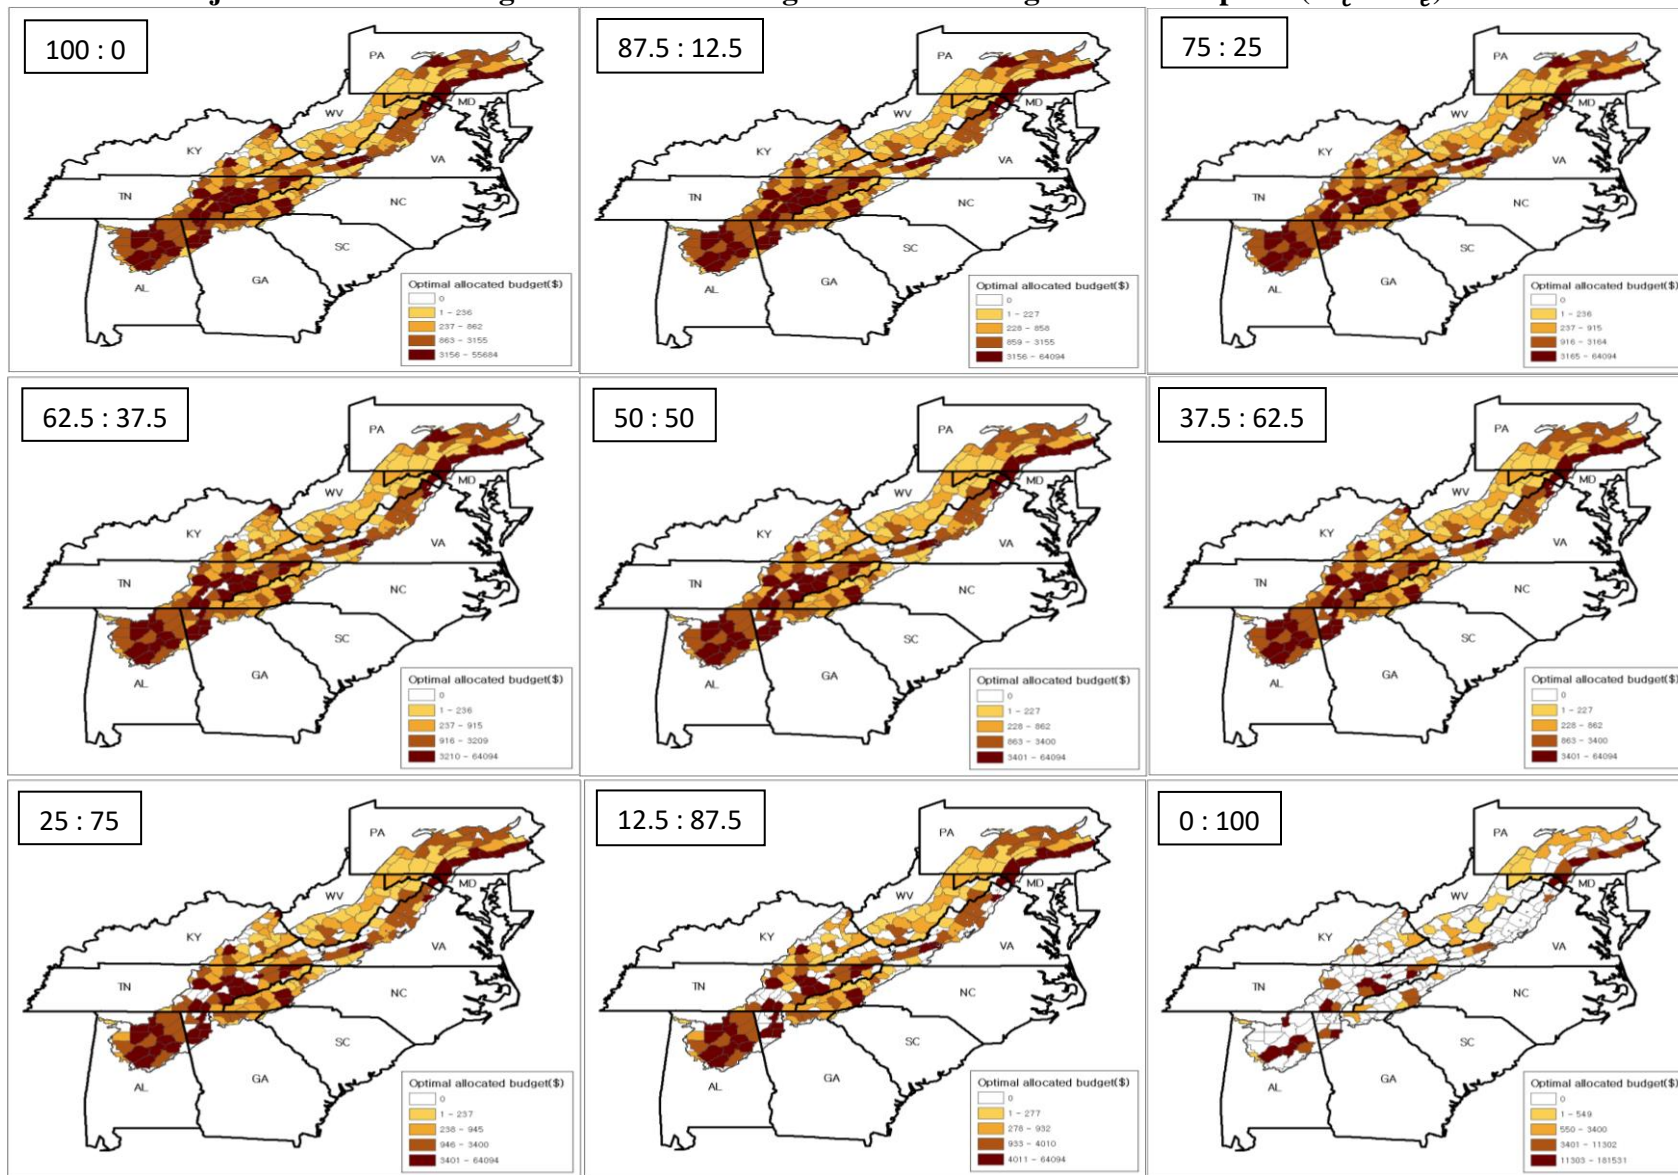 100 : 0
PA
WV
MD
KY
VA
TN
NC
SC
AL
GA
Optimal allocated budget($)
0
1 - 236
237 - 862
863 - 3155
3156 - 55684
87.5 : 12.5
PA
WV
MD
KY
VA
TN
NC
SC
AL
GA
Optimal allocated budget($)
0
1 - 227
228 - 858
859 - 3155
3156 - 64094
75 : 25
PA
WV
MD
KY
VA
TN
NC
SC
AL
GA
Optimal allocated budget($)
0
1 - 236
237 - 915
916 - 3164
3165 - 64094
62.5 : 37.5
PA
WV
MD
KY
VA
TN
NC
SC
AL
GA
Optimal allocated budget($)
0
1 - 236
237 - 915
916 - 3209
3210 - 64094
50 : 50
PA
WV
MD
KY
VA
TN
NC
SC
AL
GA
Optimal allocated budget($)
0
1 - 227
228 - 862
863 - 3400
3401 - 64094
37.5 : 62.5
PA
WV
MD
KY
VA
TN
NC
SC
AL
GA
Optimal allocated budget($)
0
1 - 227
228 - 862
863 - 3400
3401 - 64094
25 : 75
PA
WV
MD
KY
VA
TN
NC
SC
AL
GA
Optimal allocated budget($)
0
1 - 237
238 - 945
946 - 3400
3401 - 64094
12.5 : 87.5
PA
WV
MD
KY
VA
TN
NC
SC
AL
GA
Optimal allocated budget($)
0
1 - 277
278 - 932
933 - 4010
4011 - 64094
0 : 100
PA
WV
MD
KY
VA
TN
NC
SC
AL
GA
Optimal allocated budget($)
0
1 - 549
550 - 3400
3401 - 11302
11303 - 181531